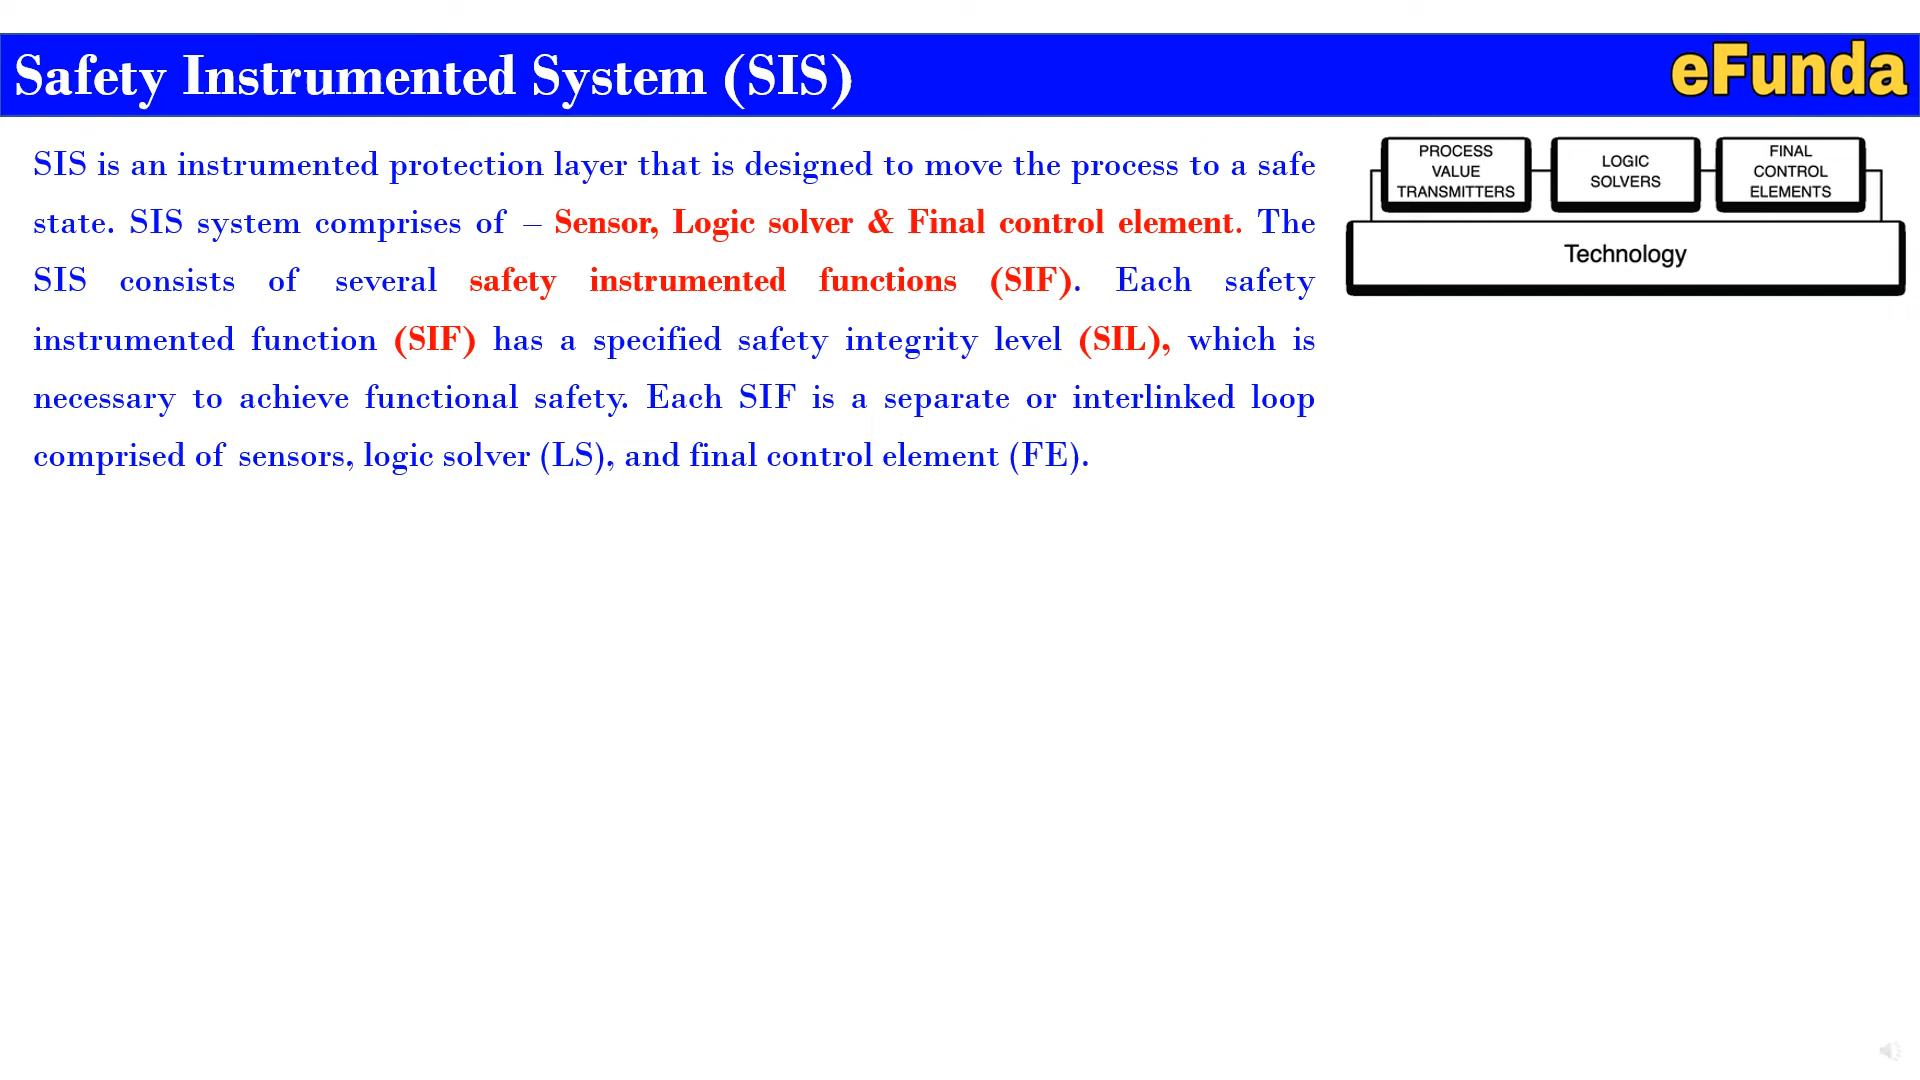 Safety Instrumented System (SIS)
eFunda
SIS is an instrumented protection layer that is designed to move the process to a safe
state. SIS system comprises of – Sensor, Logic solver & Final control element. The
SIS consists of several safety instrumented functions (SIF). Each safety
instrumented function (SIF) has a specified safety integrity level (SIL), which is
necessary to achieve functional safety. Each SIF is a separate or interlinked loop
comprised of sensors, logic solver (LS), and final control element (FE).
PROCESS
VALUE
TRANSMITTERS
LOGIC
SOLVERS
FINAL
CONTROL
ELEMENTS
Technology